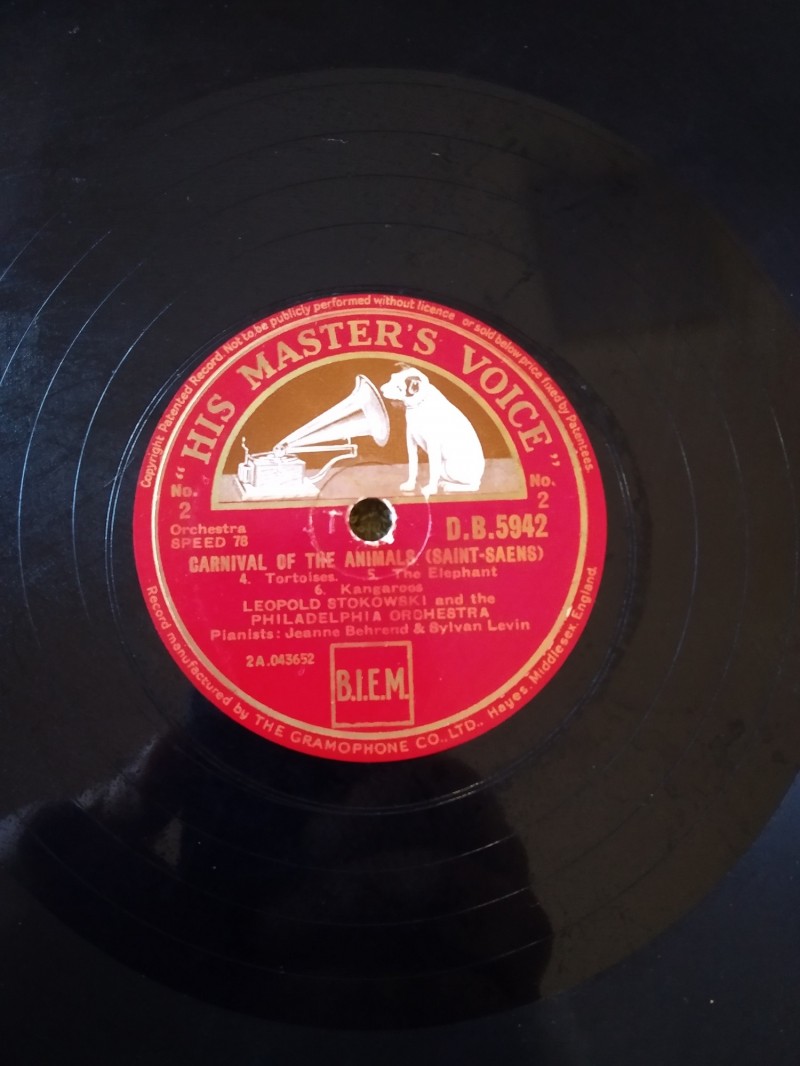 Copyright Patented Record. Not to be publicly performed without licence or sold below price fixed by Patentees.
"HIS MASTER'S VOICE"
No. 2
No. 2
Orchestra
SPEED 78
D.B.5942
CARNIVAL OF THE ANIMALS (SAINT-SAENS)
4. Tortoises. 5. The Elephant
6. Kangaroos
LEOPOLD STOKOWSKI and the
PHILADELPHIA ORCHESTRA
Pianists: Jeanne Behrend & Sylvan Levin
2A.043652
B.I.E.M.
Record manufactured by THE GRAMOPHONE CO., LTD., Hayes, Middlesex, England.